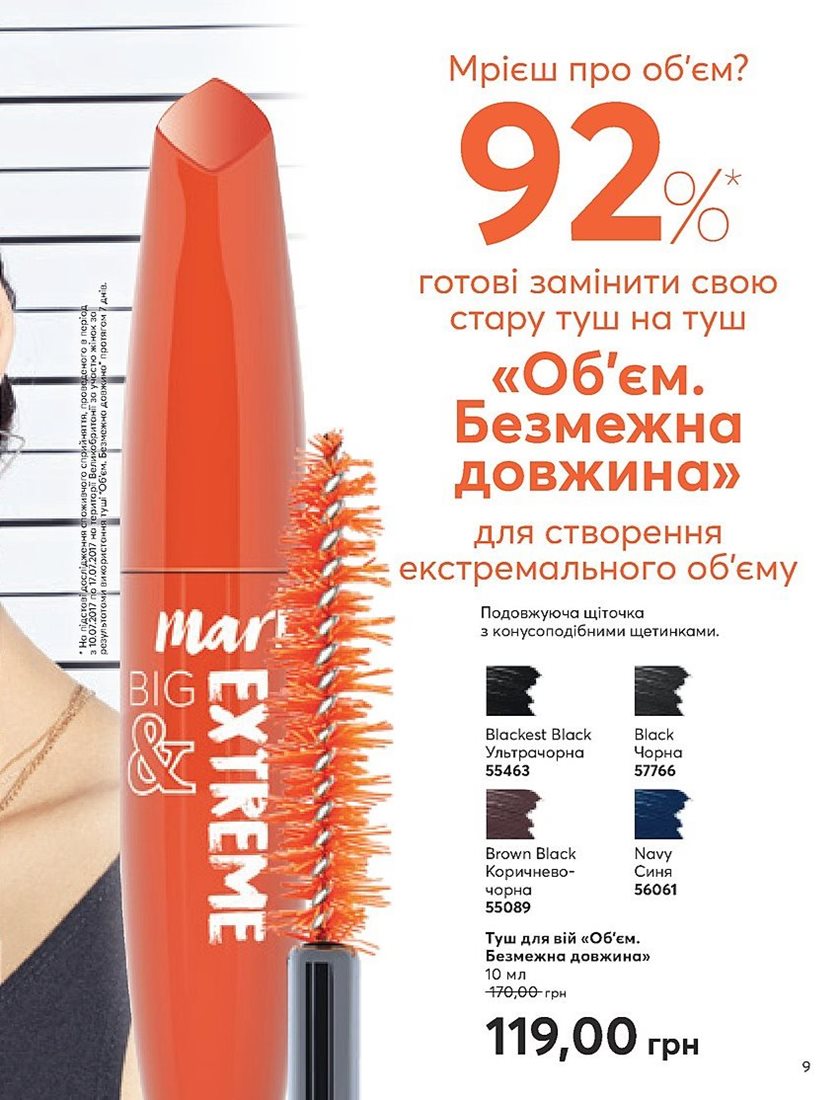 Мрієш про об'єм?
92%*
готові замінити свою
стару туш на туш
«Об'єм.
Безмежна
довжина»
для створення
екстремального об'єму
Подовжуюча щіточка
з конусоподібними щетинками.
Blackest Black
Ультрачорна
55463
Black
Чорна
57766
Brown Black
Коричнево-
чорна
55089
Navy
Синя
56061
Туш для вій «Об'єм.
Безмежна довжина»
10 мл
170,00 грн
119,00 грн
* На підставі дослідження споживчого сприйняття, проведеного в період
з 10.07.2017 по 17.07.2017 на території Великобританії за участю жінок за
результатами використання туші "Об'єм. Безмежна довжина" протягом 7 днів.
BIG
&
EXTREME
9